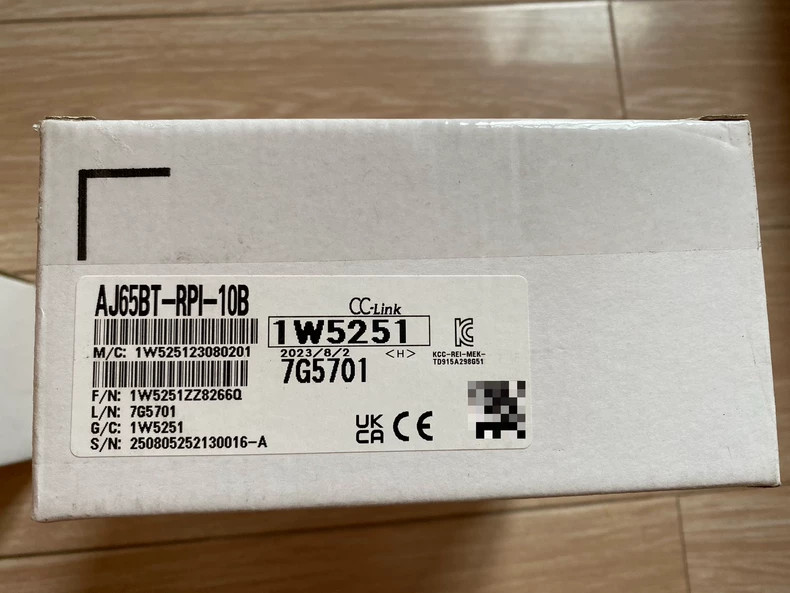 AJ65BT-RPI-10B
CC-Link
1W5251
M/C: 1W525123080201
2023/8/2 <H>
KCC-REI-MEK-
TD915A298G51
7G5701
F/N: 1W5251ZZ8266Q
L/N: 7G5701
G/C: 1W5251
S/N: 250805252130016-A
UK
CA
CE